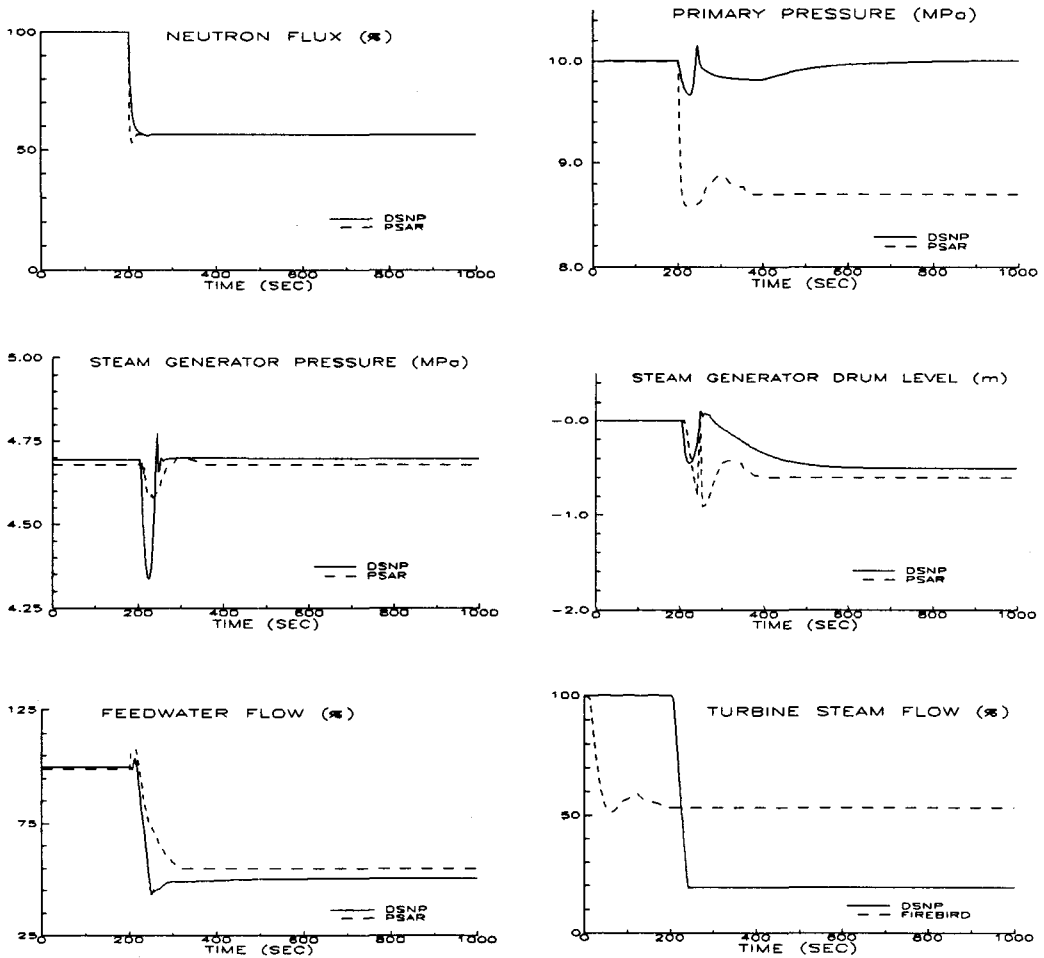 NEUTRON FLUX (%)
100
50
0
0 200 400 600 800 1000
TIME (SEC)
DSNP
PSAR
PRIMARY PRESSURE (MPa)
10.0
9.0
8.0
0 200 400 600 800 1000
TIME (SEC)
DSNP
PSAR
STEAM GENERATOR PRESSURE (MPa)
5.00
4.75
4.50
4.25
0 200 400 600 800 1000
TIME (SEC)
DSNP
PSAR
STEAM GENERATOR DRUM LEVEL (m)
-0.0
-1.0
-2.0
0 200 400 600 800 1000
TIME (SEC)
DSNP
PSAR
FEEDWATER FLOW (%)
125
75
25
0 200 400 600 800 1000
TIME (SEC)
DSNP
PSAR
TURBINE STEAM FLOW (%)
100
50
0
0 200 400 600 800 1000
TIME (SEC)
DSNP
FIREBIRD